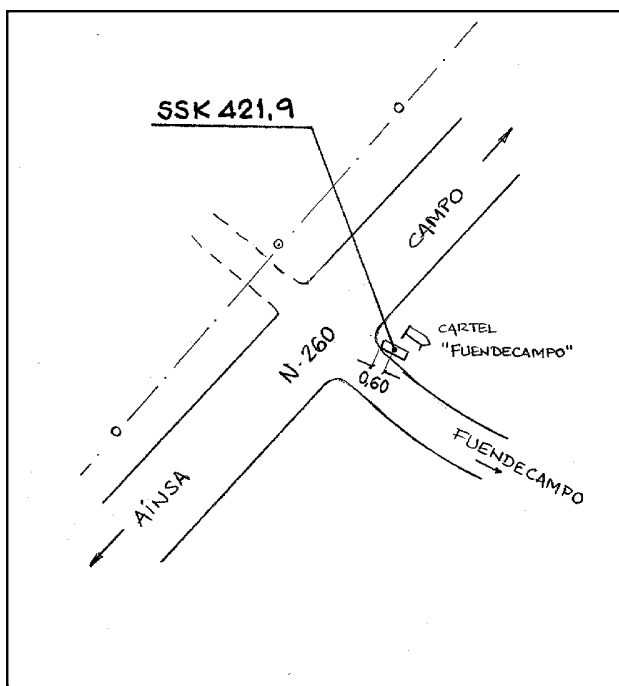 SSK 421,9
CAMPO
CARTEL
"FUENDECAMPO"
N-260
0,60
FUENDECAMPO
AÍNSA